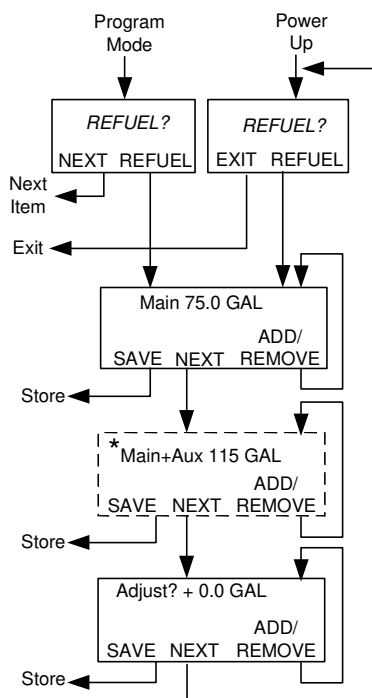 Program
Mode
Power
Up
REFUEL?
NEXT REFUEL
REFUEL?
EXIT REFUEL
Next
Item
Exit
Main 75.0 GAL
ADD/
SAVE NEXT REMOVE
Store
*Main+Aux 115 GAL
ADD/
SAVE NEXT REMOVE
Store
Adjust? + 0.0 GAL
ADD/
SAVE NEXT REMOVE
Store